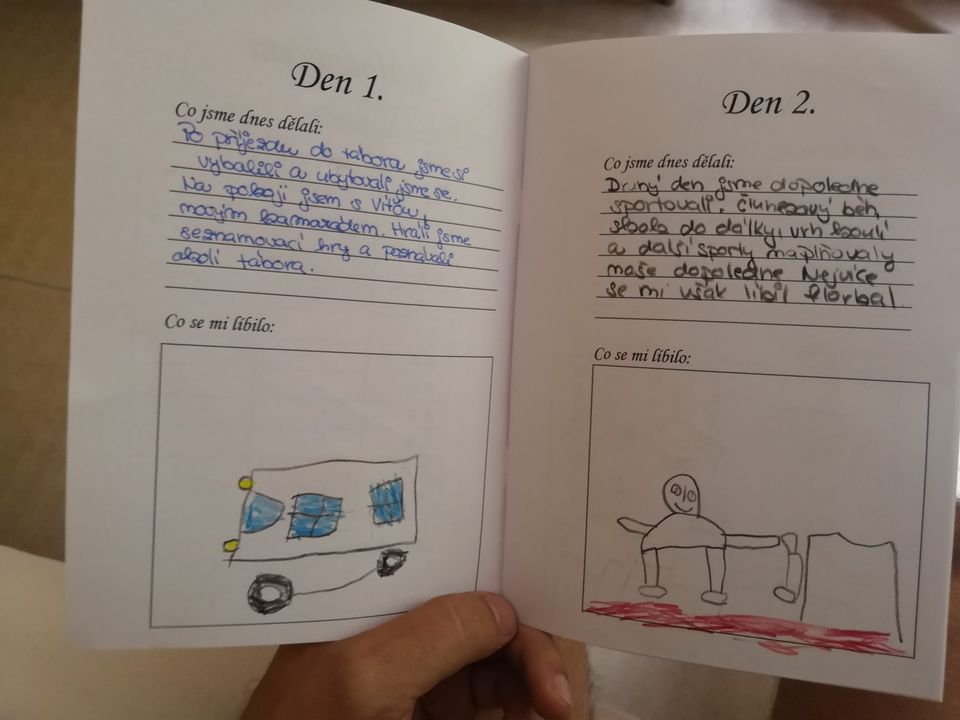 Den 1.
Co jsme dnes dělali:
Po příjezdu do tábora jsme si
vybalili a ubytovali jsme se.
Na pokoji jsem s Vítów,
movým kamarádem. Hráli jsme
seznamovací hry a poznávali
okolí tábora.
Co se mi líbilo:
Den 2.
Co jsme dnes dělali:
Druhý den jsme dopoledne
sportovali. Člunkový běh,
skok do dálky, vrh koulí
a další sporty naplňovaly
naše dopoledne Nejvíce
se mi však líbil florbal.
Co se mi líbilo: